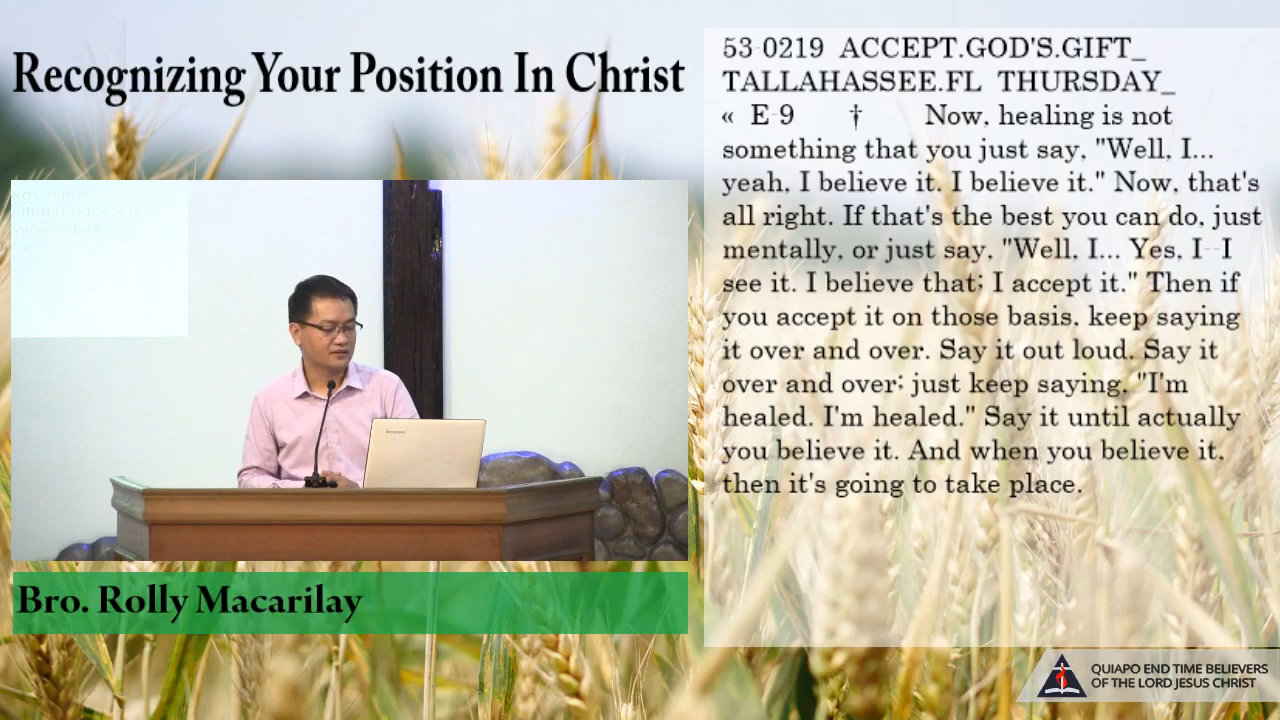 Recognizing Your Position In Christ
53-0219 ACCEPT.GOD'S.GIFT_
TALLAHASSEE.FL THURSDAY_
« E-9 † Now, healing is not
something that you just say, "Well, I...
yeah, I believe it. I believe it." Now, that's
all right. If that's the best you can do, just
mentally, or just say, "Well, I... Yes, I--I
see it. I believe that; I accept it." Then if
you accept it on those basis, keep saying
it over and over. Say it out loud. Say it
over and over; just keep saying, "I'm
healed. I'm healed." Say it until actually
you believe it. And when you believe it,
then it's going to take place.
Bro. Rolly Macarilay
QUIAPO END TIME BELIEVERS
OF THE LORD JESUS CHRIST